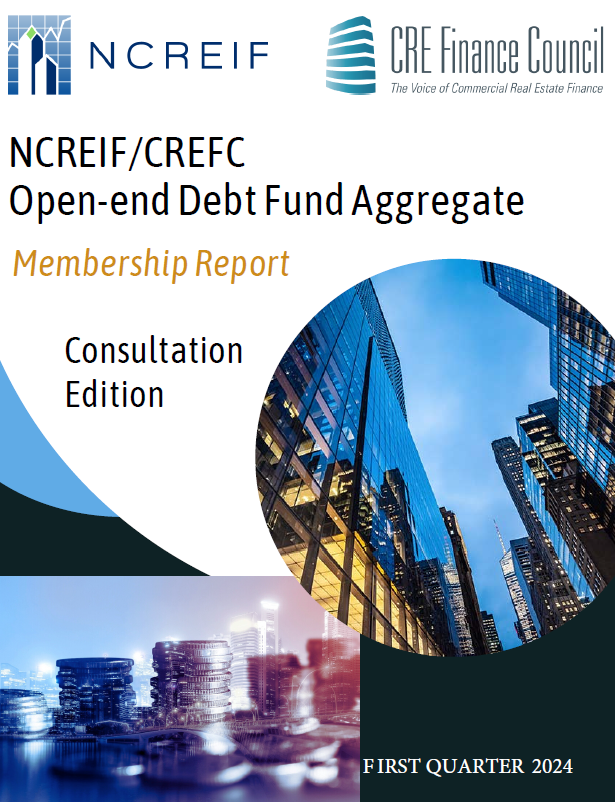 NCREIF
CRE Finance Council
The Voice of Commercial Real Estate Finance
NCREIF/CREFC
Open-end Debt Fund Aggregate
Membership Report
Consultation
Edition
FIRST QUARTER 2024